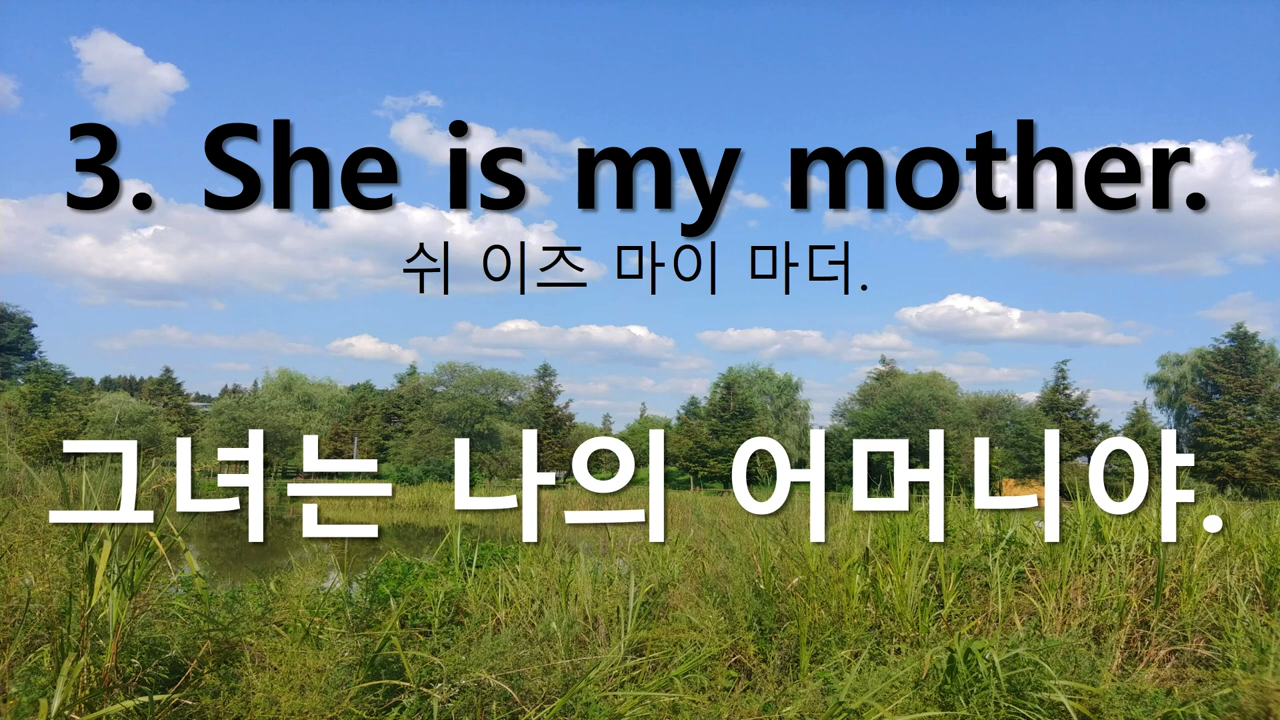 3. She is my mother.
쉬 이즈 마이 마더.
그녀는 나의 어머니야.